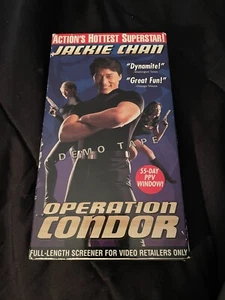 ACTION'S HOTTEST SUPERSTAR!
JACKIE CHAN
"Dynamite!"
"Great Fun!"
DEMO TAPE
55-DAY
PPV
WINDOW!
OPERATION
CONDOR
FULL-LENGTH SCREENER FOR VIDEO RETAILERS ONLY